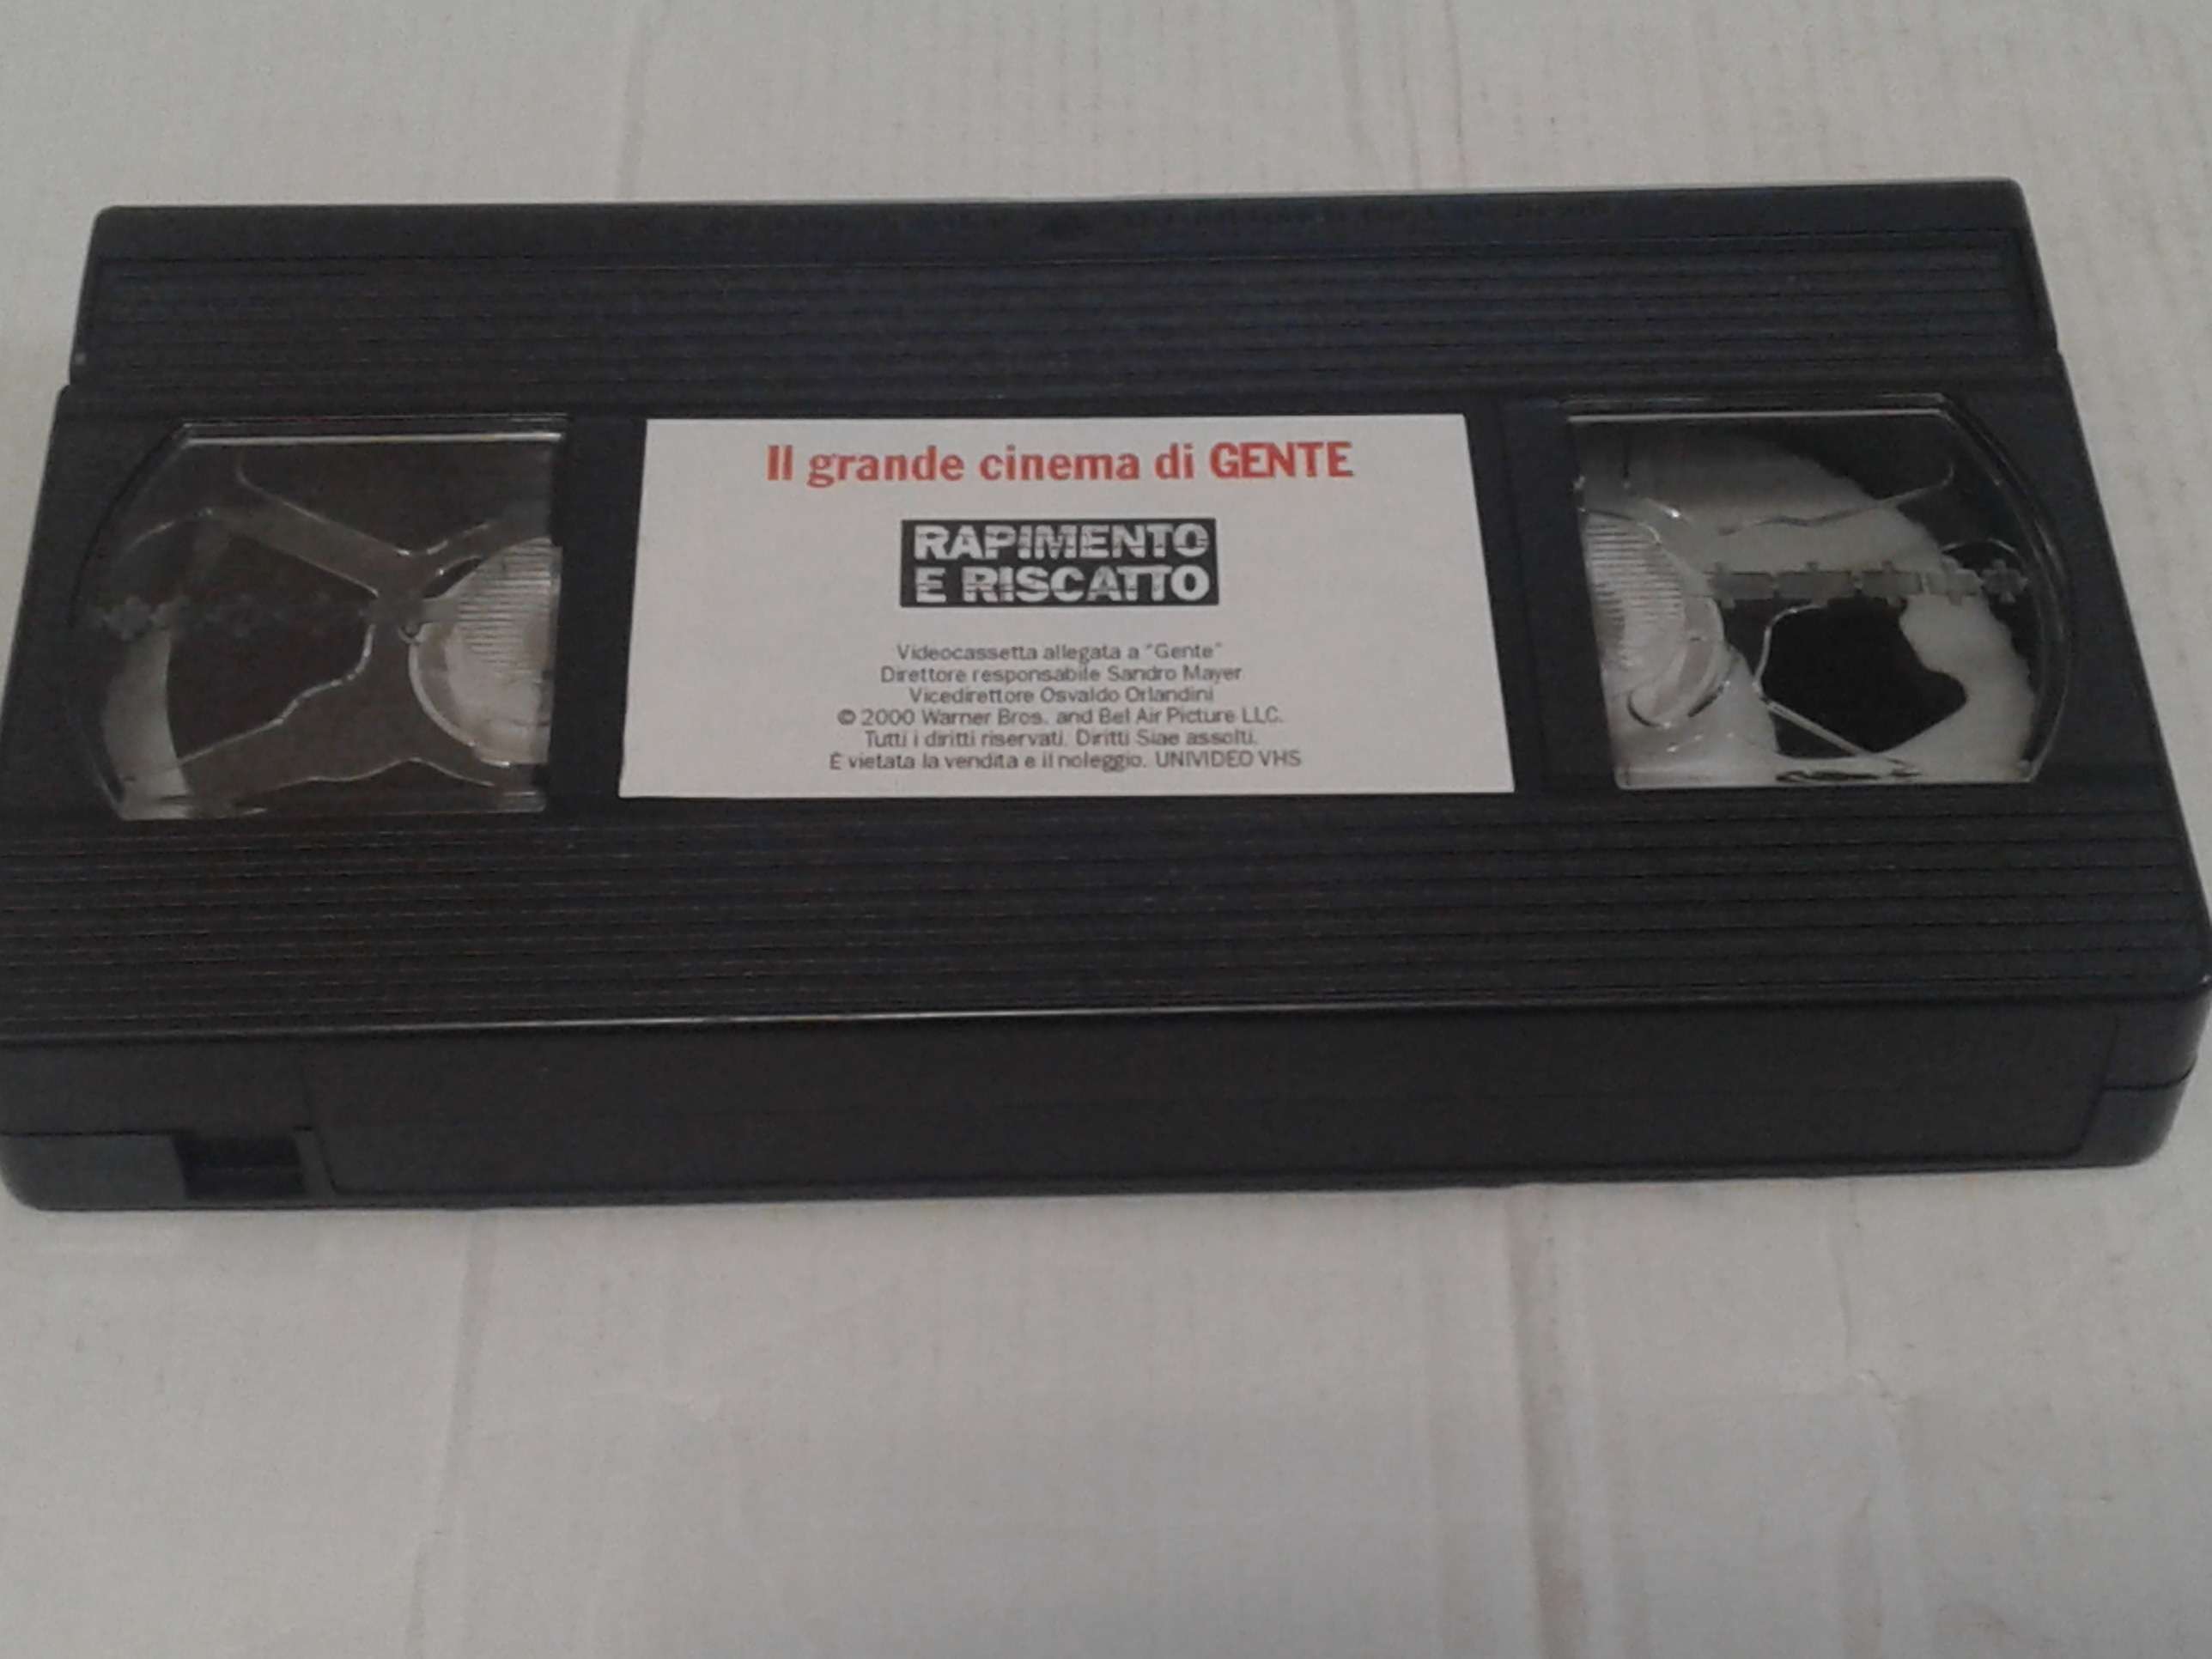 Il grande cinema di GENTE
RAPIMENTO
E RISCATTO
Videocassetta allegata a "Gente"
Direttore responsabile Sandro Mayer
Vicedirettore Osvaldo Orlandini
© 2000 Warner Bros. and Bel Air Picture LLC.
Tutti i diritti riservati. Diritti Siae assolti.
È vietata la vendita e il noleggio. UNIVIDEO VHS